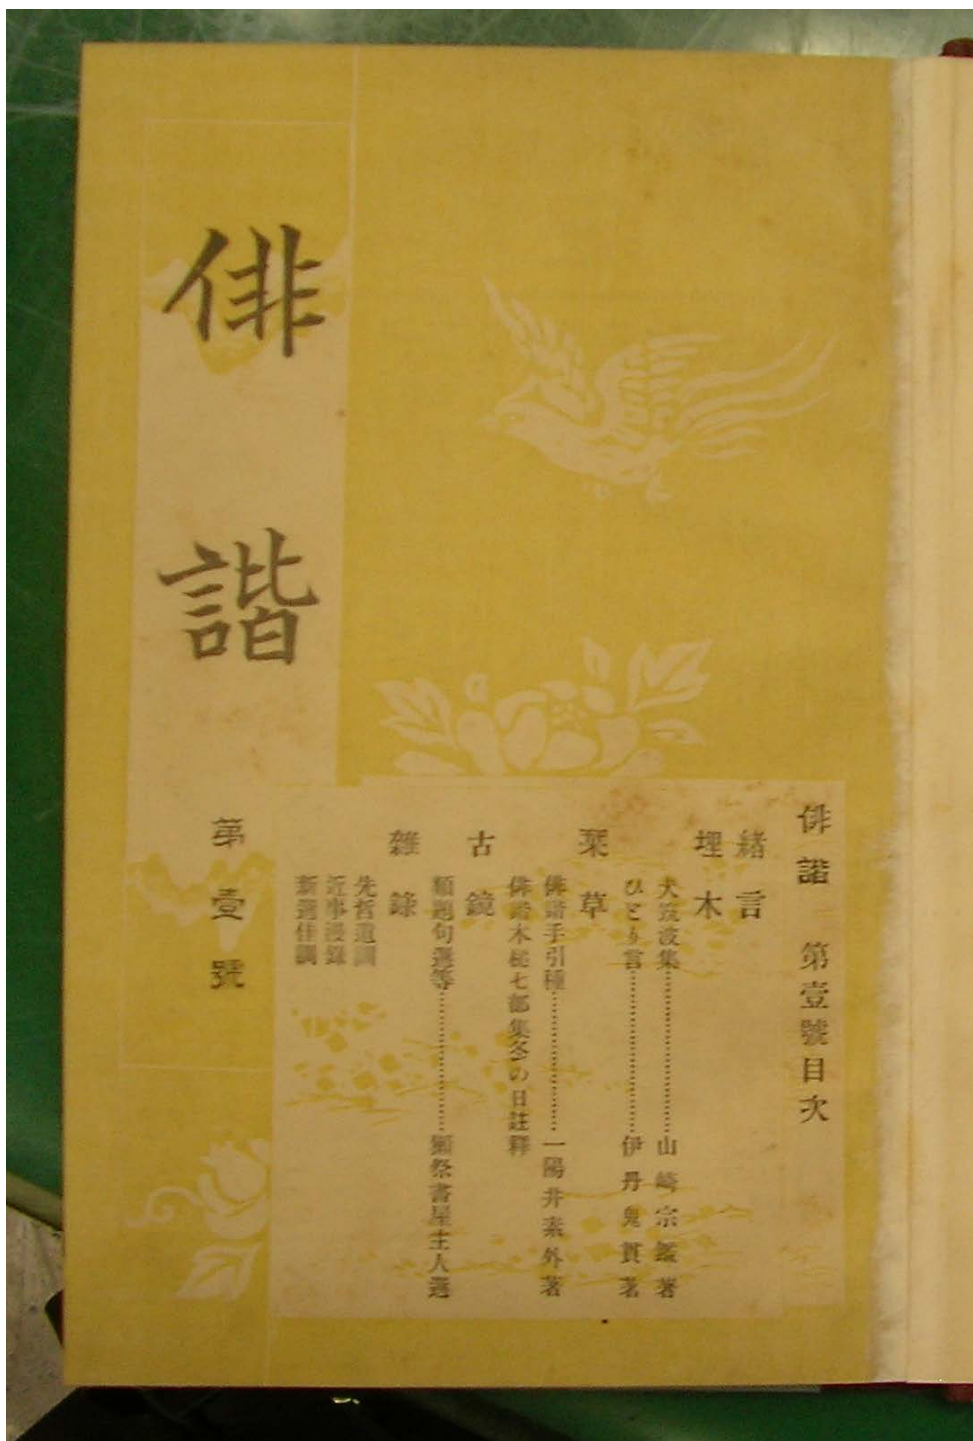 俳諧
第壹號
俳諧 第壹號目次
緒言
埋木
犬筑波集…………………山崎宗鑑著
ひとり言…………………伊丹鬼貫著
栞草
俳諧手引種………………一陽井素外著
俳諧木槌七部集冬の日註釋
古鏡
類題句選等………………獺祭書屋主人選
雜錄
先哲遺訓
近事漫錄
新選佳調